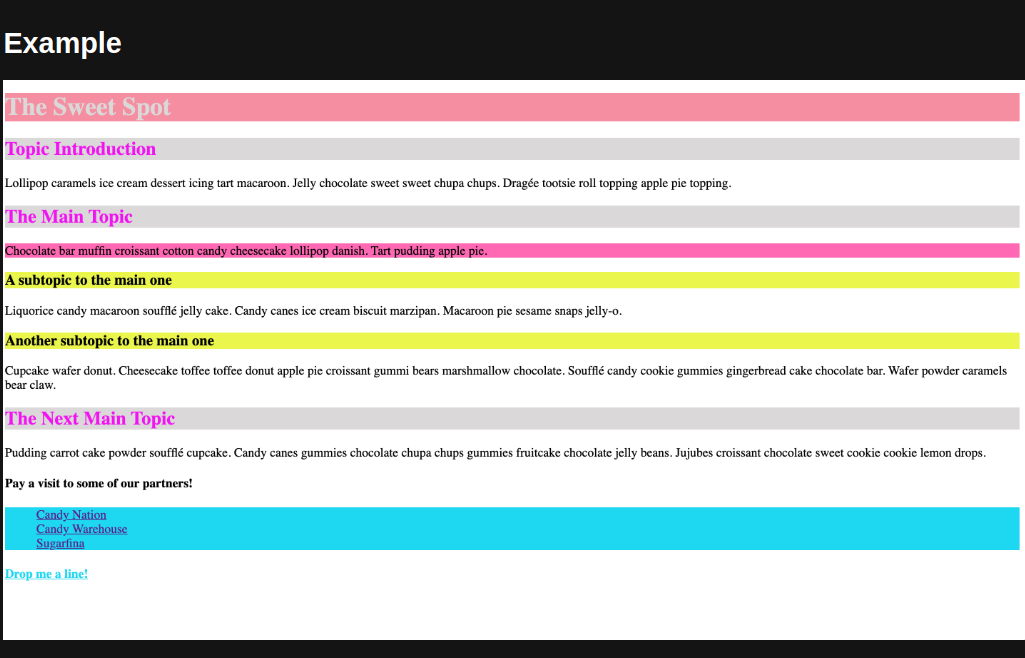 Example
The Sweet Spot
Topic Introduction
Lollipop caramels ice cream dessert icing tart macaroon. Jelly chocolate sweet sweet chupa chups. Dragée tootsie roll topping apple pie topping.
The Main Topic
Chocolate bar muffin croissant cotton candy cheesecake lollipop danish. Tart pudding apple pie.
A subtopic to the main one
Liquorice candy macaroon soufflé jelly cake. Candy canes ice cream biscuit marzipan. Macaroon pie sesame snaps jelly-o.
Another subtopic to the main one
Cupcake wafer donut. Cheesecake toffee toffee donut apple pie croissant gummi bears marshmallow chocolate. Soufflé candy cookie gummies gingerbread cake chocolate bar. Wafer powder caramels
bear claw.
The Next Main Topic
Pudding carrot cake powder soufflé cupcake. Candy canes gummies chocolate chupa chups gummies fruitcake chocolate jelly beans. Jujubes croissant chocolate sweet cookie cookie lemon drops.
Pay a visit to some of our partners!
Candy Nation
Candy Warehouse
Sugarfina
Drop me a line!